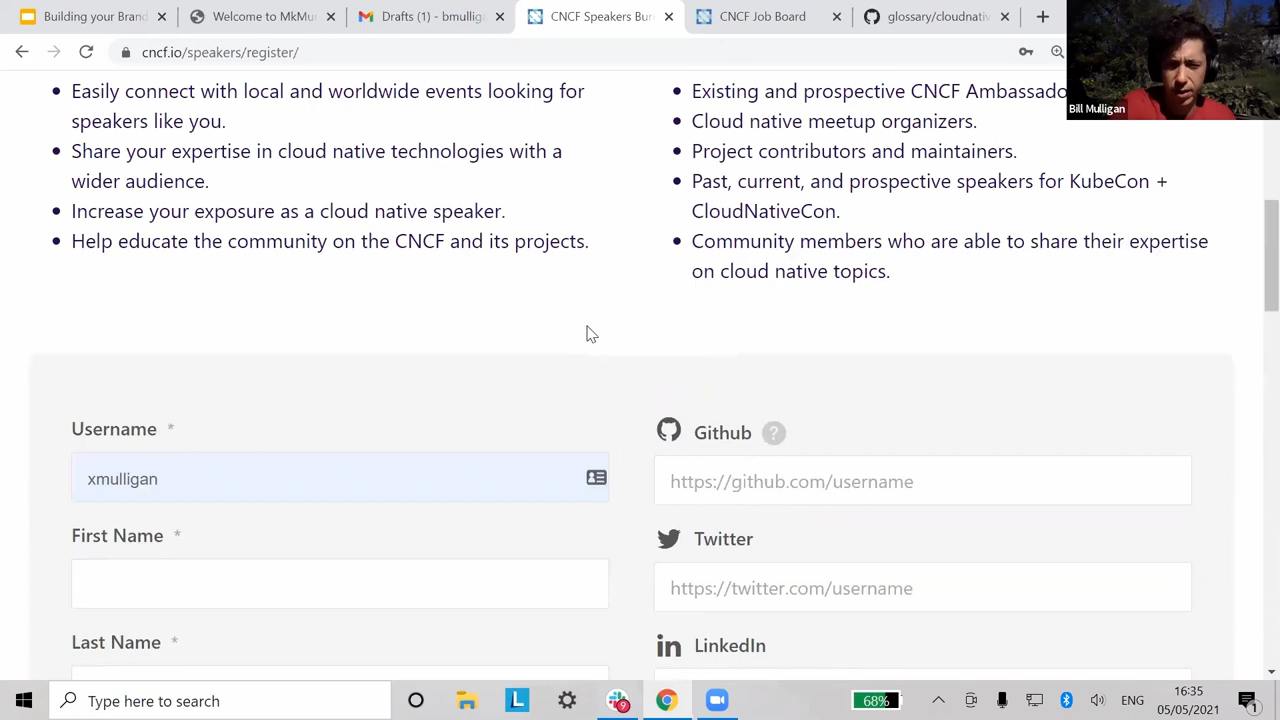 Building your Brand
Welcome to MkMu
Drafts (1) - bmullig
CNCF Speakers Bur
CNCF Job Board
glossary/cloudnativ
cncf.io/speakers/register/
Bill Mulligan
Easily connect with local and worldwide events looking for
speakers like you.
Share your expertise in cloud native technologies with a
wider audience.
Increase your exposure as a cloud native speaker.
Help educate the community on the CNCF and its projects.
Existing and prospective CNCF Ambassado
Cloud native meetup organizers.
Project contributors and maintainers.
Past, current, and prospective speakers for KubeCon +
CloudNativeCon.
Community members who are able to share their expertise
on cloud native topics.
Username *
xmulligan
First Name *
Last Name *
Github ?
https://github.com/username
Twitter
https://twitter.com/username
LinkedIn
Type here to search
L
9
68%
ENG
16:35
05/05/2021
1